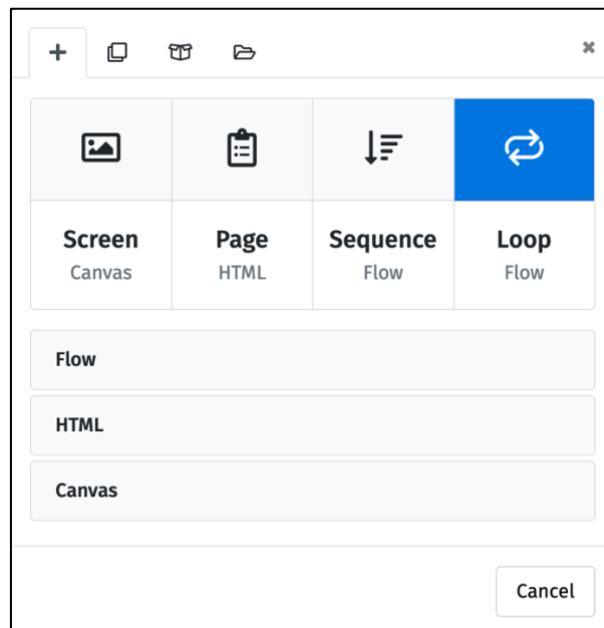 Screen Page Sequence Loop
Canvas HTML Flow Flow
Flow
HTML
Canvas
Cancel